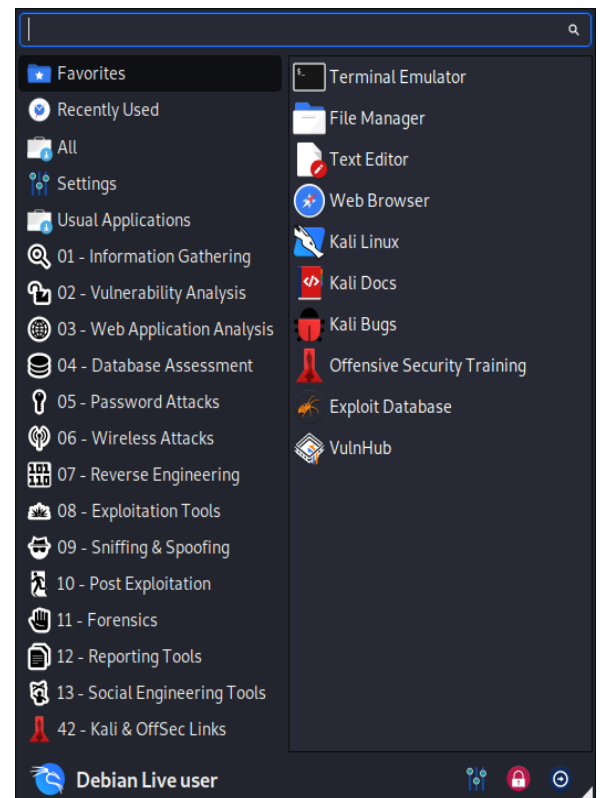 Favorites
Recently Used
All
Settings
Usual Applications
01 - Information Gathering
02 - Vulnerability Analysis
03 - Web Application Analysis
04 - Database Assessment
05 - Password Attacks
06 - Wireless Attacks
07 - Reverse Engineering
08 - Exploitation Tools
09 - Sniffing & Spoofing
10 - Post Exploitation
11 - Forensics
12 - Reporting Tools
13 - Social Engineering Tools
42 - Kali & OffSec Links
$_
Terminal Emulator
File Manager
Text Editor
Web Browser
Kali Linux
</>
Kali Docs
Kali Bugs
Offensive Security Training
Exploit Database
VulnHub
Debian Live user